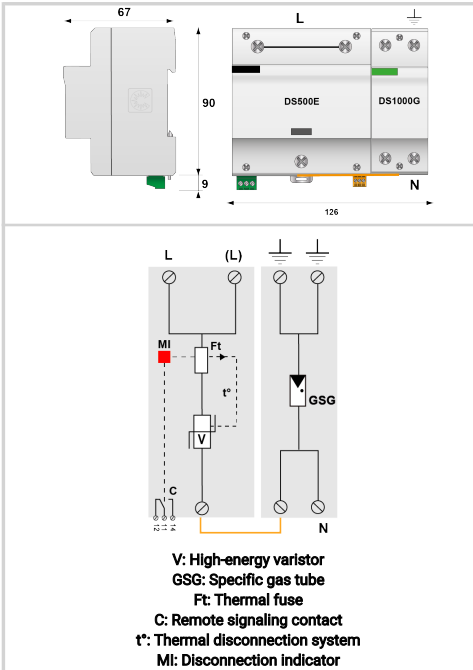 67
L
90
DS500E
DS1000G
9
N
126
L
(L)
MI
Ft
t°
GSG
V
C
12
11
14
N
V: High-energy varistor
GSG: Specific gas tube
Ft: Thermal fuse
C: Remote signaling contact
t°: Thermal disconnection system
MI: Disconnection indicator